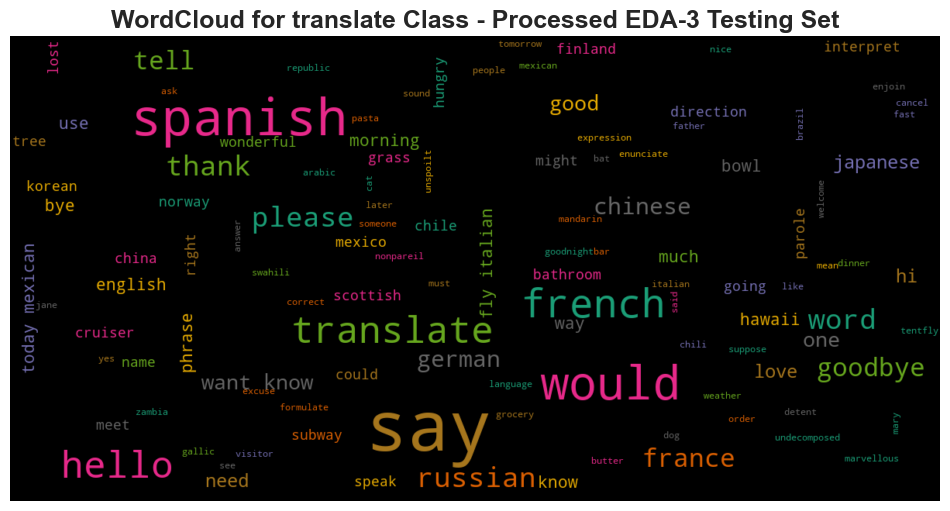 WordCloud for translate Class - Processed EDA-3 Testing Set
lost
tell
tomorrow
finland
nice
interpret
republic
hungry
people
mexican
ask
sound
good
direction
enjoin
cancel
fast
father
brazil
use
spanish
pasta
tree
wonderful
morning
expression
thank
grass
unspoilt
might
bat
enunciate
bowl
japanese
arabic
cat
korean
bye
norway
please
later
someone
chile
chinese
mandarin
welcome
parole
answer
mexico
nonpareil
fly italian
goodnight
bar
much
mean
dinner
china
right
swahili
bathroom
italian
going
like
hi
today mexican
english
scottish
said
jane
correct
must
french
hawaii
word
cruiser
phrase
translate
way
one
tentfly
chili
suppose
yes
name
german
goodbye
want know
could
love
excuse
language
would
weather
zambia
formulate
meet
say
grocery
order
detent
mary
subway
dog
undecomposed
gallic
visitor
hello
see
need
speak
russian
know
butter
france
marvellous